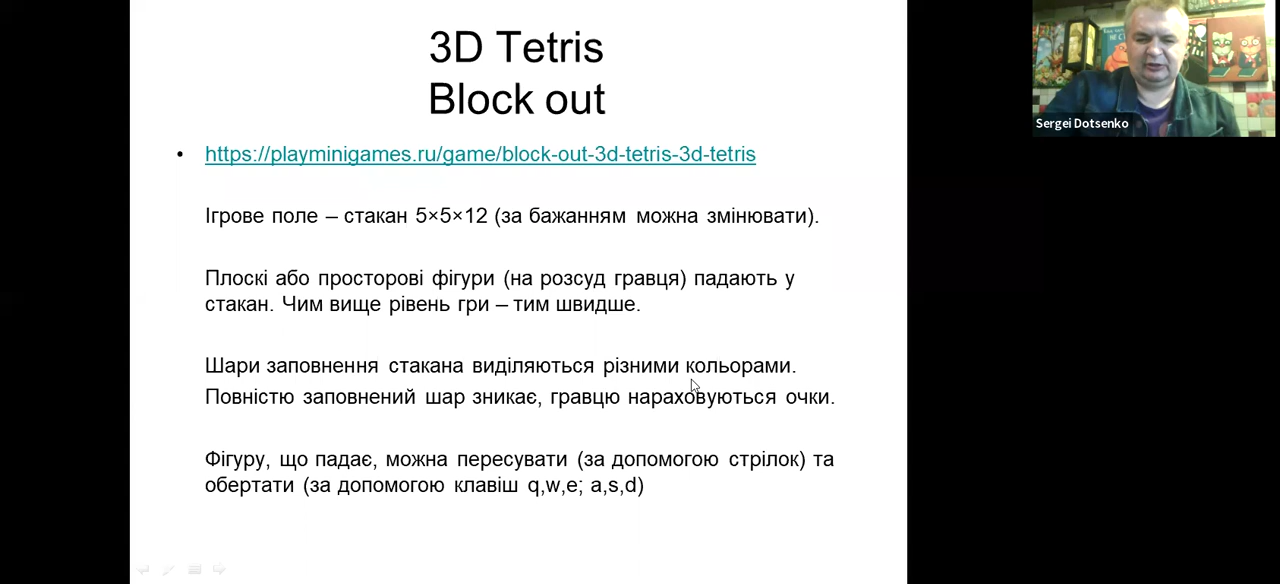 3D Tetris
Block out
• https://playminigames.ru/game/block-out-3d-tetris-3d-tetris
Ігрове поле – стакан 5×5×12 (за бажанням можна змінювати).
Плоскі або просторові фігури (на розсуд гравця) падають у
стакан. Чим вище рівень гри – тим швидше.
Шари заповнення стакана виділяються різними кольорами.
Повністю заповнений шар зникає, гравцю нараховуються очки.
Фігуру, що падає, можна пересувати (за допомогою стрілок) та
обертати (за допомогою клавіш q,w,e; a,s,d)
Sergei Dotsenko